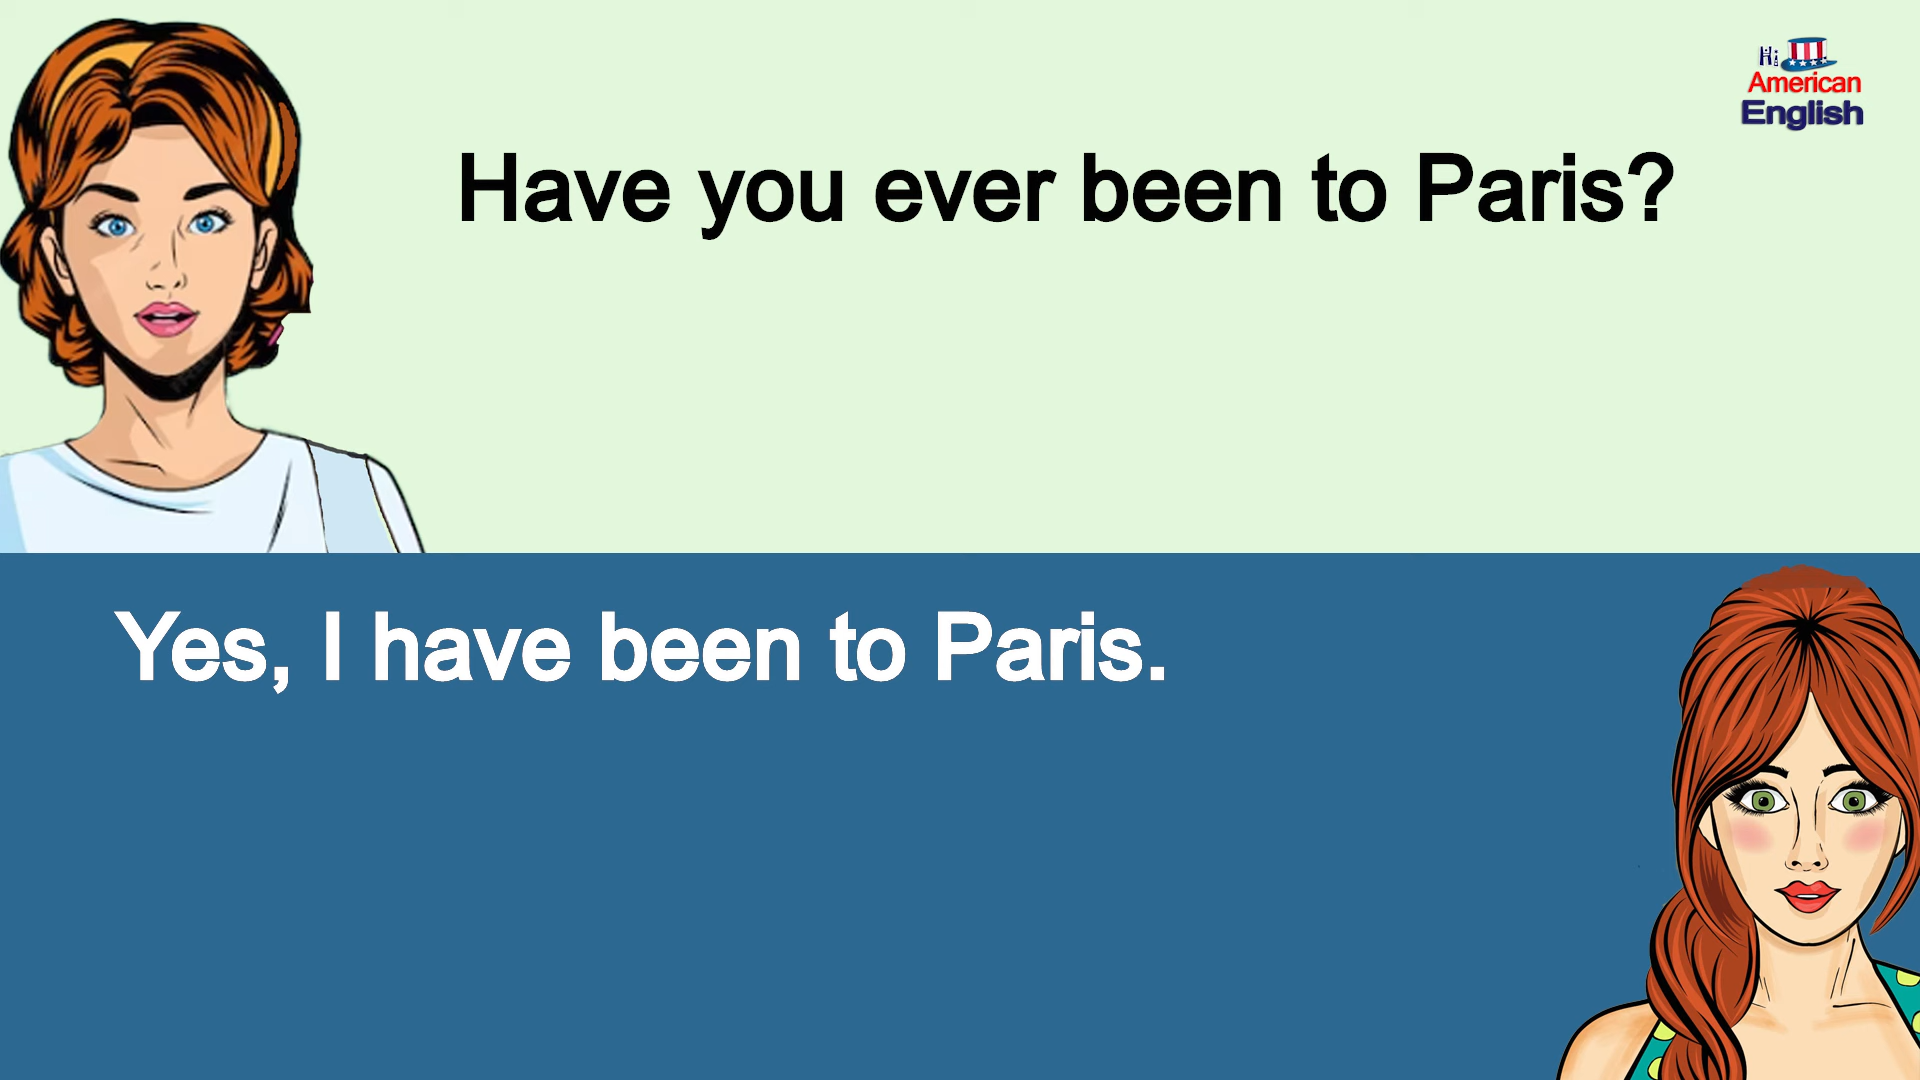 Hi
American
English
Have you ever been to Paris?
Yes, I have been to Paris.